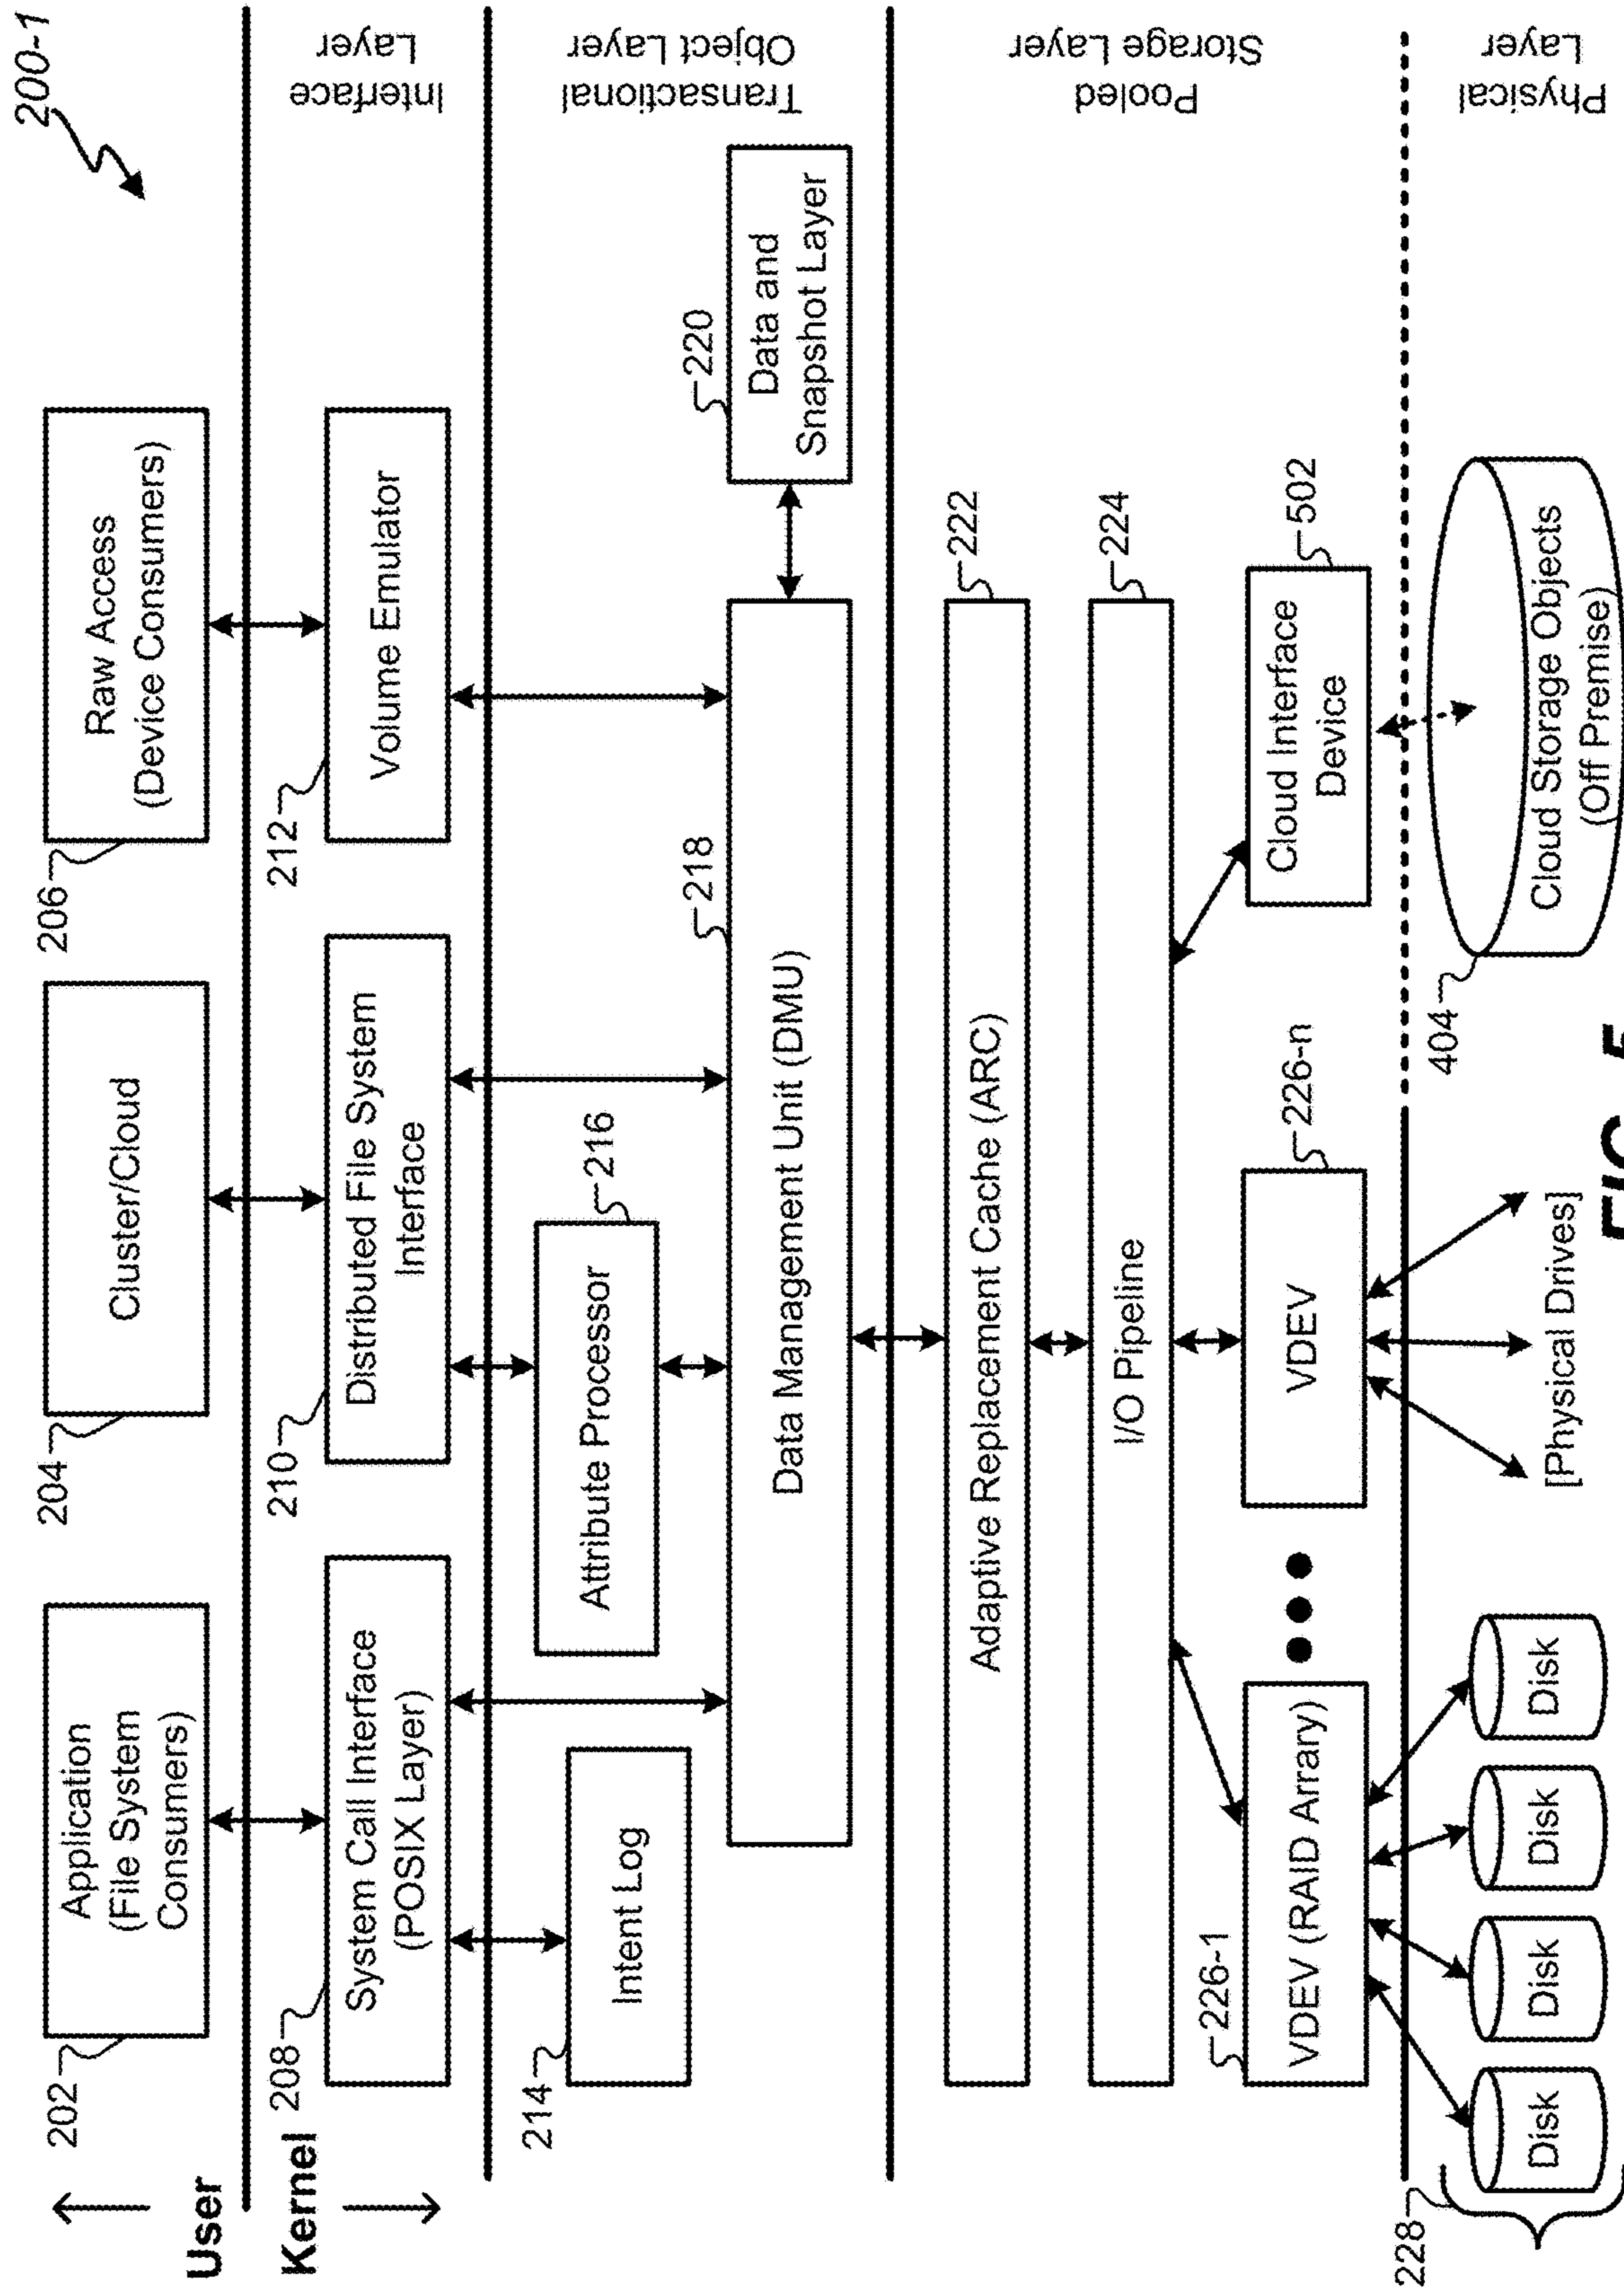 200-1
User
Kernel
202
Application
(File System
Consumers)
204
Cluster/Cloud
206
Raw Access
(Device Consumers)
208
System Call Interface
(POSIX Layer)
210
Distributed File System
Interface
212
Volume Emulator
Interface
Layer
214
Intent Log
Attribute Processor
216
218
Data Management Unit (DMU)
220
Data and
Snapshot Layer
Transactional
Object Layer
Adaptive Replacement Cache (ARC)
222
I/O Pipeline
224
226-1
VDEV (RAID Arrary)
VDEV
226-n
Cloud Interface
Device
502
Pooled
Storage Layer
228
Disk
Disk
Disk
Disk
[Physical Drives]
404
Cloud Storage Objects
(Off Premise)
Physical
Layer
FIG. 5